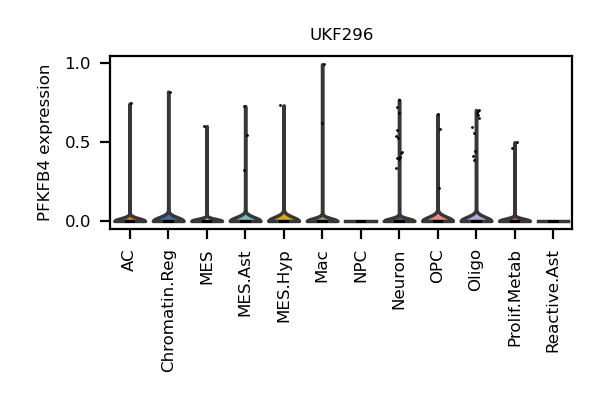 UKF296
PFKFB4 expression
1.0
0.5
0.0
AC
Chromatin.Reg
MES
MES.Ast
MES.Hyp
Mac
NPC
Neuron
OPC
Oligo
Prolif.Metab
Reactive.Ast